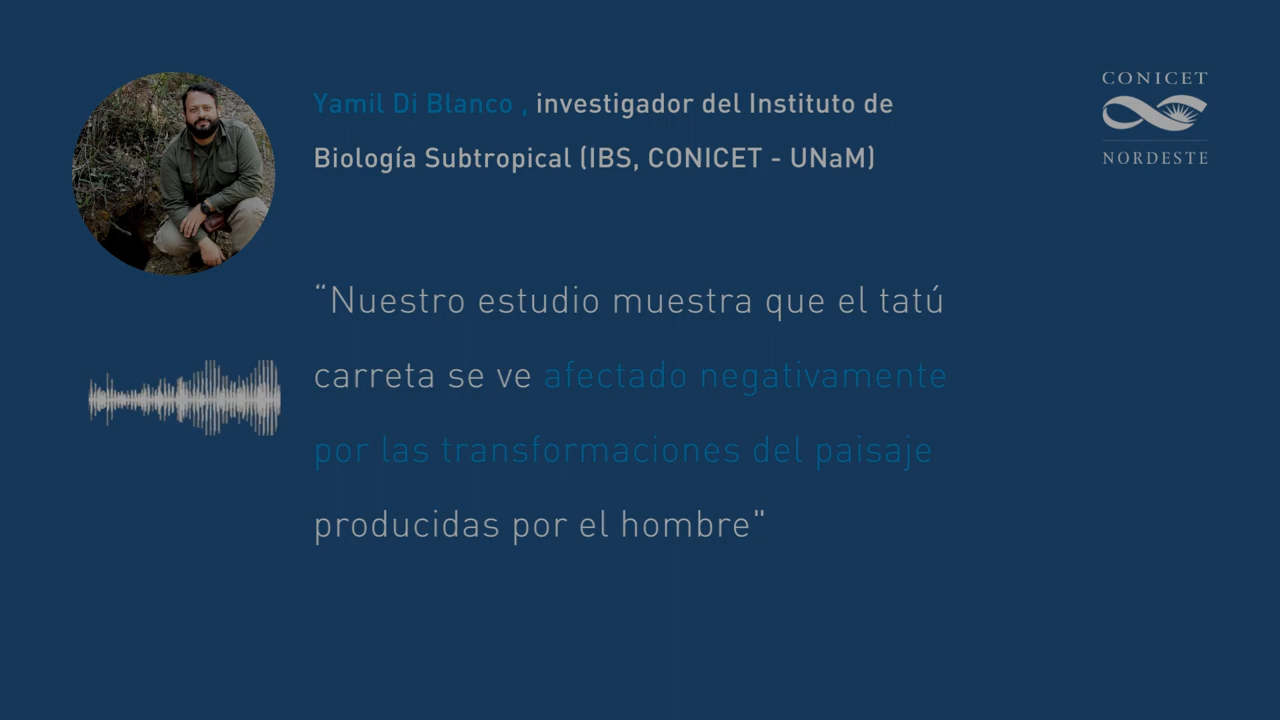 Yamil Di Blanco , investigador del Instituto de
Biología Subtropical (IBS, CONICET - UNaM)
CONICET
NORDESTE
“Nuestro estudio muestra que el tatú
carreta se ve afectado negativamente
por las transformaciones del paisaje
producidas por el hombre"